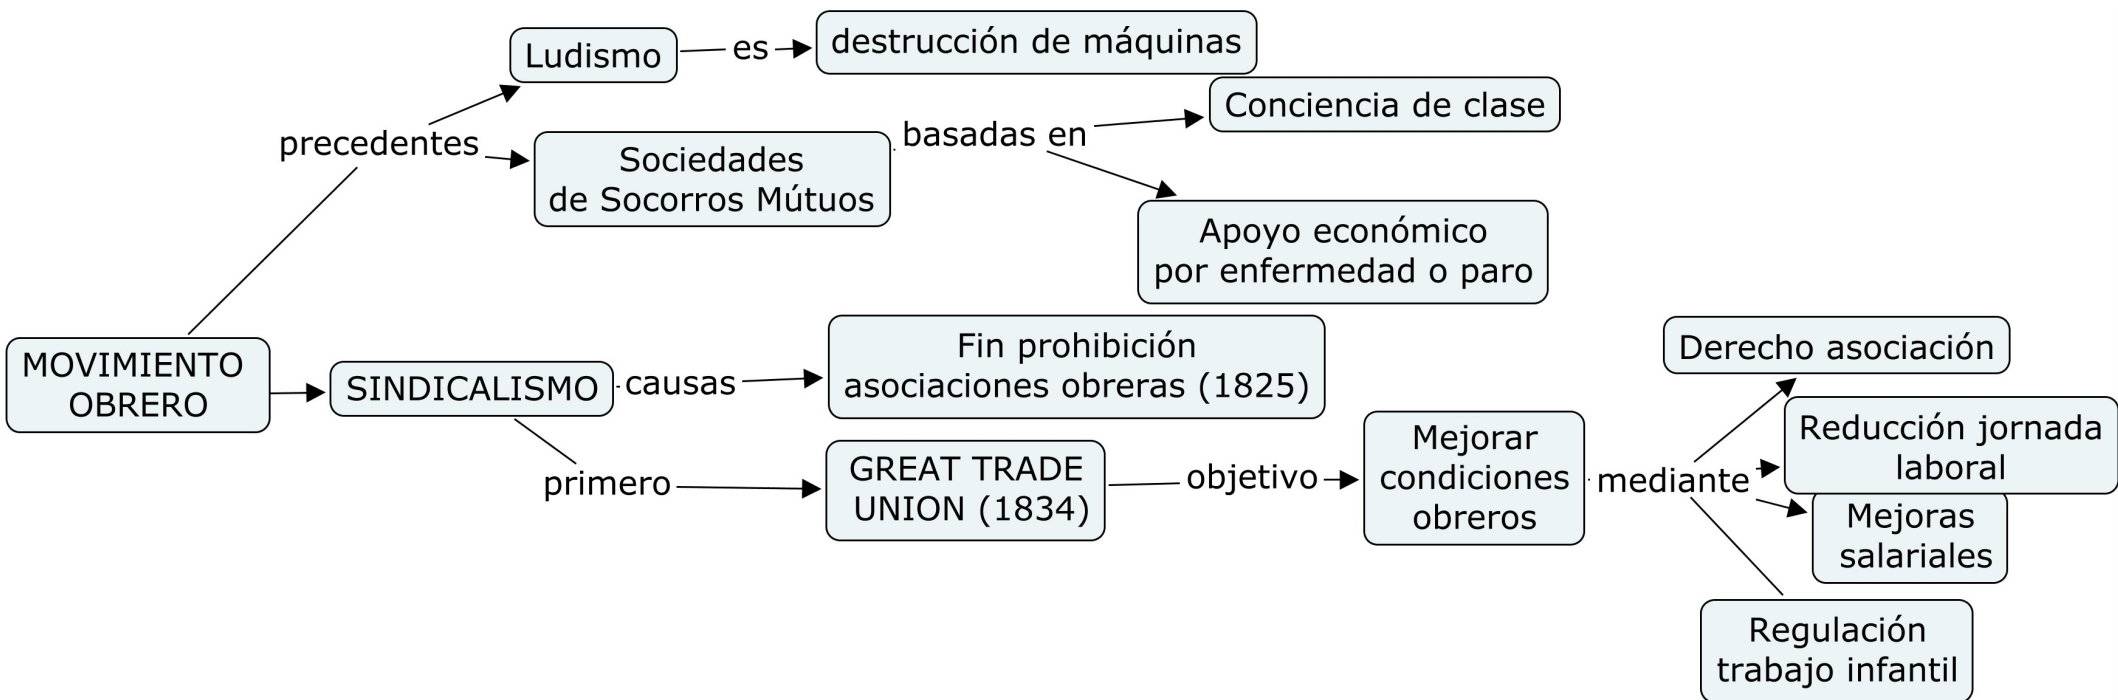 Ludismo
es
destrucción de máquinas
precedentes
Sociedades
de Socorros Mútuos
basadas en
Conciencia de clase
Apoyo económico
por enfermedad o paro
MOVIMIENTO
OBRERO
SINDICALISMO
causas
Fin prohibición
asociaciones obreras (1825)
primero
GREAT TRADE
UNION (1834)
objetivo
Mejorar
condiciones
obreros
mediante
Derecho asociación
Reducción jornada
laboral
Mejoras
salariales
Regulación
trabajo infantil